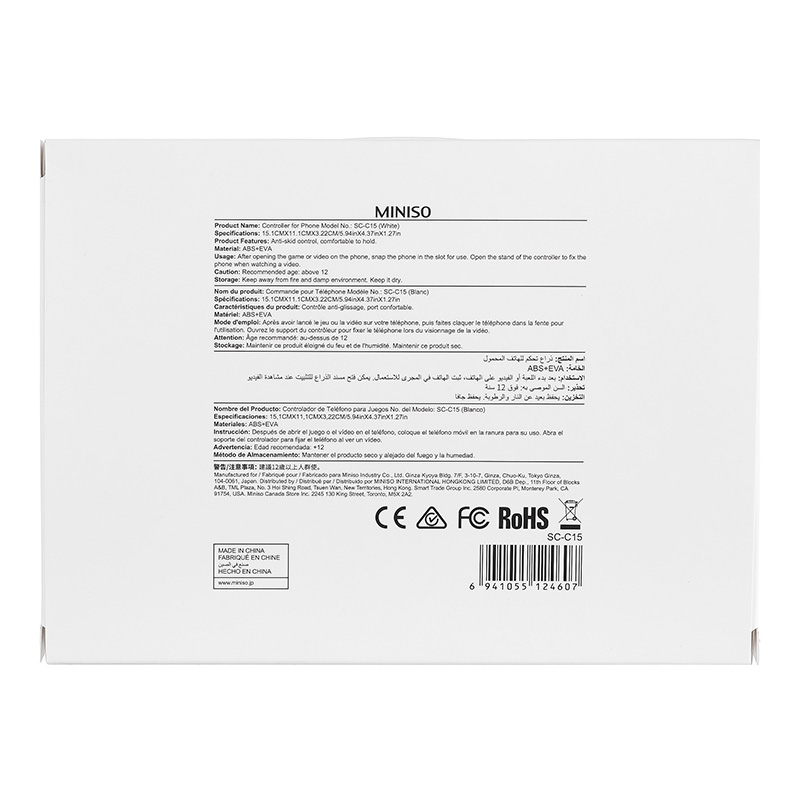 MINISO
Product Name: Controller for Phone Model No.: SC-C15 (White)
Specifications: 15.1CMX11.1CMX3.22CM/5.94inX4.37inX1.27in
Product Features: Anti-skid control, comfortable to hold.
Material: ABS+EVA
Usage: After opening the game or video on the phone, snap the phone in the slot for use. Open the stand of the controller to fix the
phone when watching a video.
Caution: Recommended age: above 12
Storage: Keep away from fire and damp environment. Keep it dry.
Nom du produit: Commande pour Téléphone Modèle No.: SC-C15 (Blanc)
Spécifications: 15.1CMX11.1CMX3.22CM/5.94inX4.37inX1.27in
Caractéristiques du produit: Contrôle anti-glissage, port confortable.
Matériel: ABS+EVA
Mode d'emploi: Après avoir lancé le jeu ou la vidéo sur votre téléphone, puis faites claquer le téléphone dans la fente pour
l'utilisation. Ouvrez le support du contrôleur pour fixer le téléphone lors du visionnage de la vidéo.
Attention: Âge recommandé: au-dessus de 12
Stockage: Maintenir ce produit éloigné du feu et de l'humidité. Maintenir ce produit sec.
اسم المنتج: ذراع تحكم للهاتف المحمول
الخامة: ABS+EVA
الاستخدام: بعد بدء اللعبة أو الفيديو على الهاتف، ثبت الهاتف في المجرى للاستعمال. يمكن فتح مسند الذراع للتثبيت عند مشاهدة الفيديو
تحذير: السن الموصى به: فوق 12 سنة
التخزين: يحفظ بعيد عن النار والرطوبة. يحفظ جافا
Nombre del Producto: Controlador de Teléfono para Juegos No. del Modelo: SC-C15 (Blanco)
Especificaciones: 15,1CMX11,1CMX3,22CM/5.94inX4.37inX1.27in
Materiales: ABS+EVA
Instrucción: Después de abrir el juego o el vídeo en el teléfono, coloque el teléfono móvil en la ranura para su uso. Abra el
soporte del controlador para fijar el teléfono al ver un vídeo.
Advertencia: Edad recomendada: +12
Método de Almacenamiento: Mantener el producto seco y alejado del fuego y la humedad.
警告/注意事項: 建議12歲以上人群使。
Manufactured for / Fabriqué pour / Fabricado para Miniso Industry Co., Ltd. Ginza Kyoya Bldg. 7/F, 3-10-7, Ginza, Chuo-Ku, Tokyo Ginza,
104-0061, Japan. Distributed by / Distribué par / Distribuido por MINISO INTERNATIONAL HONGKONG LIMITED, D6B Dep., 11th Floor of Blocks
A&B, TML Plaza, No. 3 Hoi Shing Road, Tsuen Wan, New Territories, Hong Kong. Smart Trade Group Inc. 2580 Corporate PL, Monterey Park, CA
91754, USA. Miniso Canada Store Inc. 2245 130 King Street, Toronto, M5X 2A2.
CE FC RoHS
SC-C15
MADE IN CHINA
FABRIQUÉ EN CHINE
صنع في الصين
HECHO EN CHINA
www.miniso.jp
6 941055 124607